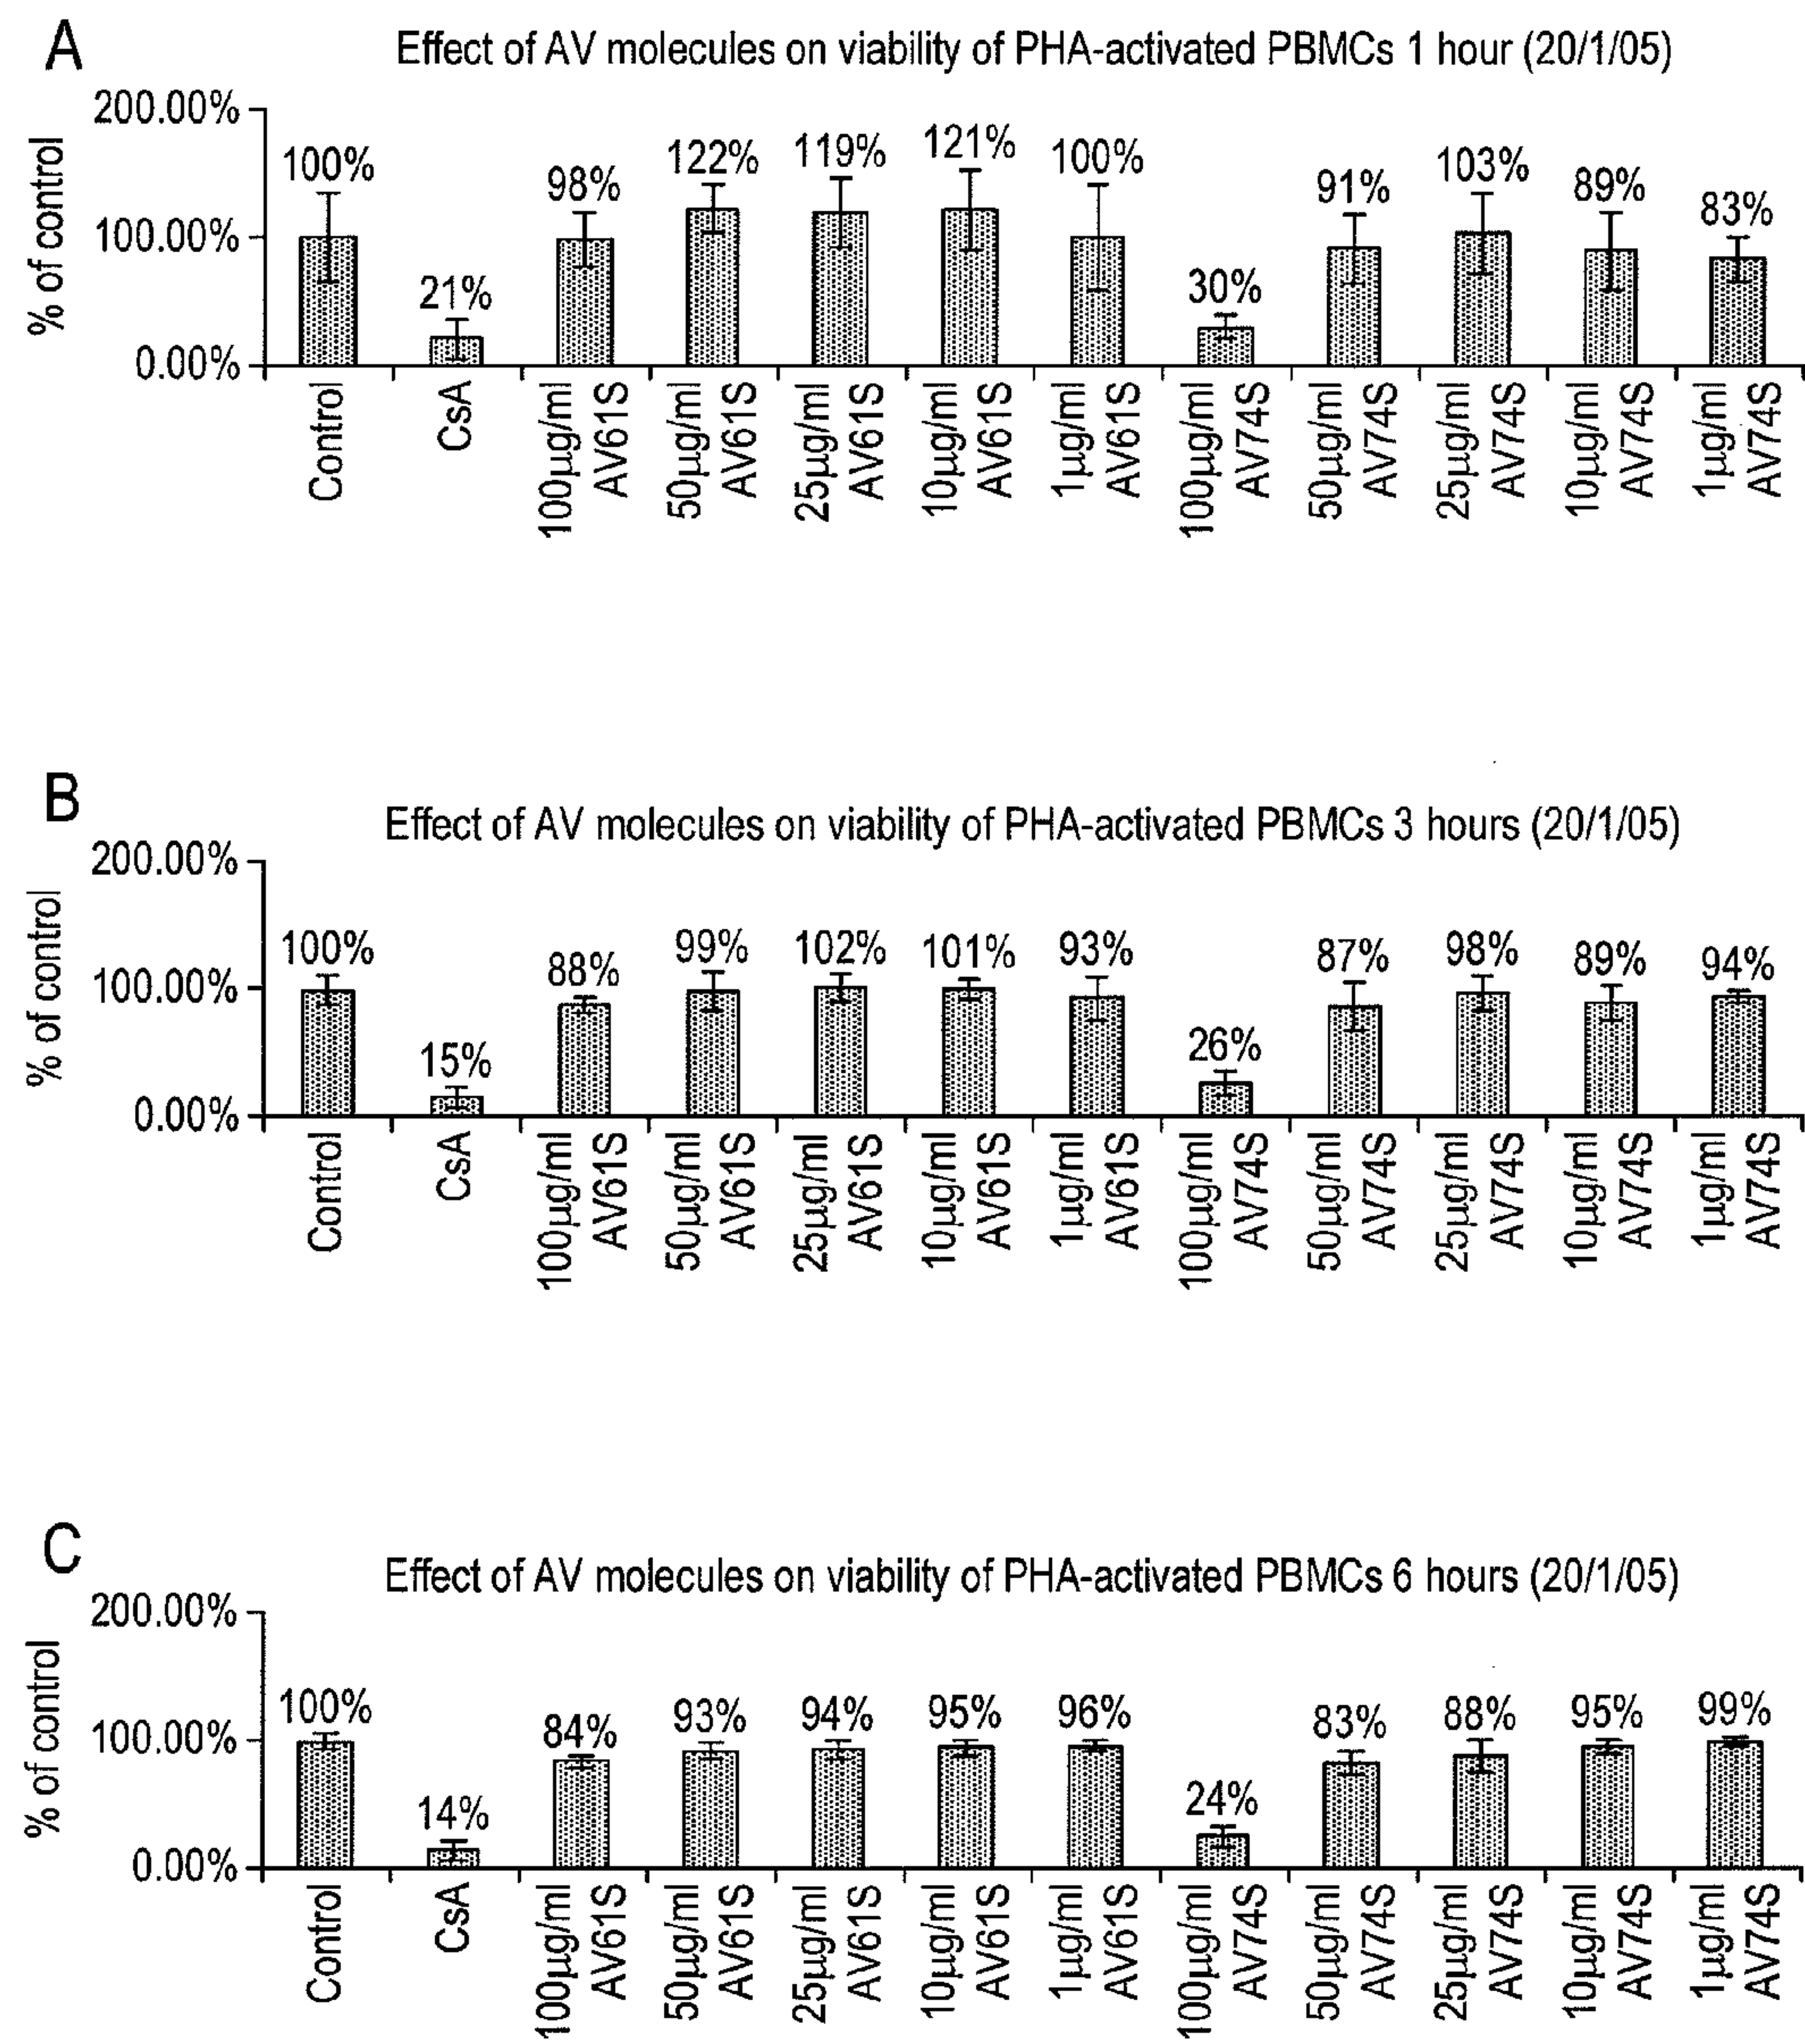 A
Effect of AV molecules on viability of PHA-activated PBMCs 1 hour (20/1/05)
% of control
200.00%
100.00%
0.00%
100%
21%
98%
122%
119%
121%
100%
30%
91%
103%
89%
83%
Control
CsA
100µg/ml
AV61S
50µg/ml
AV61S
25µg/ml
AV61S
10µg/ml
AV61S
1µg/ml
AV61S
100µg/ml
AV74S
50µg/ml
AV74S
25µg/ml
AV74S
10µg/ml
AV74S
1µg/ml
AV74S
B
Effect of AV molecules on viability of PHA-activated PBMCs 3 hours (20/1/05)
% of control
200.00%
100.00%
0.00%
100%
15%
88%
99%
102%
101%
93%
26%
87%
98%
89%
94%
Control
CsA
100µg/ml
AV61S
50µg/ml
AV61S
25µg/ml
AV61S
10µg/ml
AV61S
1µg/ml
AV61S
100µg/ml
AV74S
50µg/ml
AV74S
25µg/ml
AV74S
10µg/ml
AV74S
1µg/ml
AV74S
C
Effect of AV molecules on viability of PHA-activated PBMCs 6 hours (20/1/05)
% of control
200.00%
100.00%
0.00%
100%
14%
84%
93%
94%
95%
96%
24%
83%
88%
95%
99%
Control
CsA
100µg/ml
AV61S
50µg/ml
AV61S
25µg/ml
AV61S
10µg/ml
AV61S
1µg/ml
AV61S
100µg/ml
AV74S
50µg/ml
AV74S
25µg/ml
AV74S
10µg/ml
AV74S
1µg/ml
AV74S